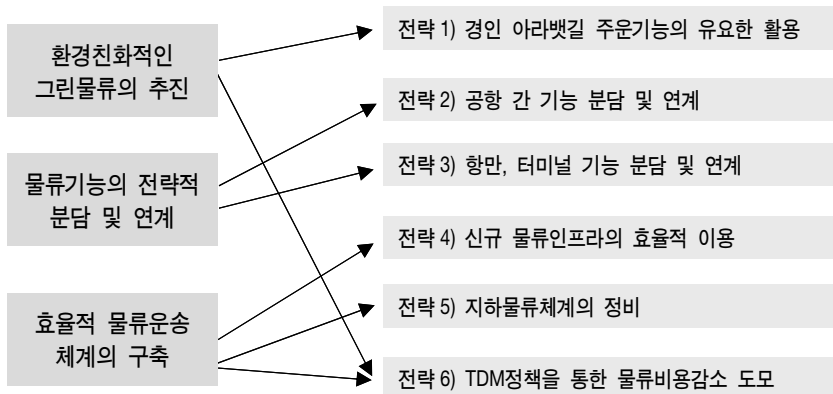 환경친화적인
그린물류의 추진
물류기능의 전략적
분담 및 연계
효율적 물류운송
체계의 구축
전략 1) 경인 아라뱃길 주운기능의 유요한 활용
전략 2) 공항 간 기능 분담 및 연계
전략 3) 항만, 터미널 기능 분담 및 연계
전략 4) 신규 물류인프라의 효율적 이용
전략 5) 지하물류체계의 정비
전략 6) TDM정책을 통한 물류비용감소 도모